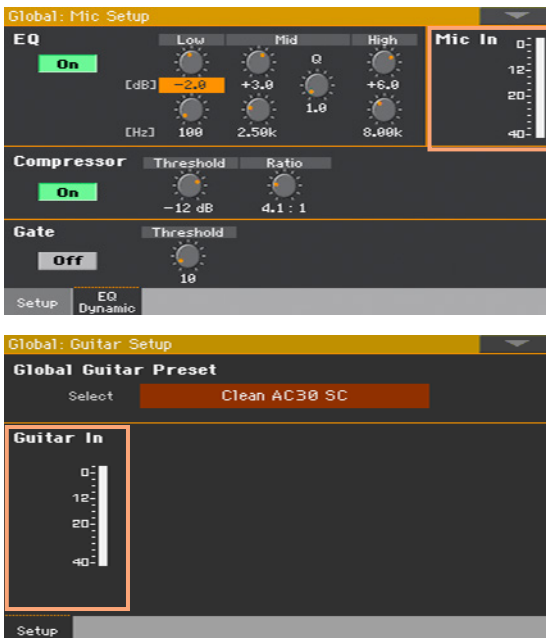 Global: Mic Setup
EQ Low Mid High Mic In
On Q
[dB] -2.0 +3.0 1.0 +6.0
[Hz] 100 2.50k 8.00k
0
12
20
40
Compressor Threshold Ratio
On
-12 dB 4.1 : 1
Gate Threshold
Off
10
Setup EQ Dynamic
Global: Guitar Setup
Global Guitar Preset
Select Clean AC30 SC
Guitar In
0
12
20
40
Setup